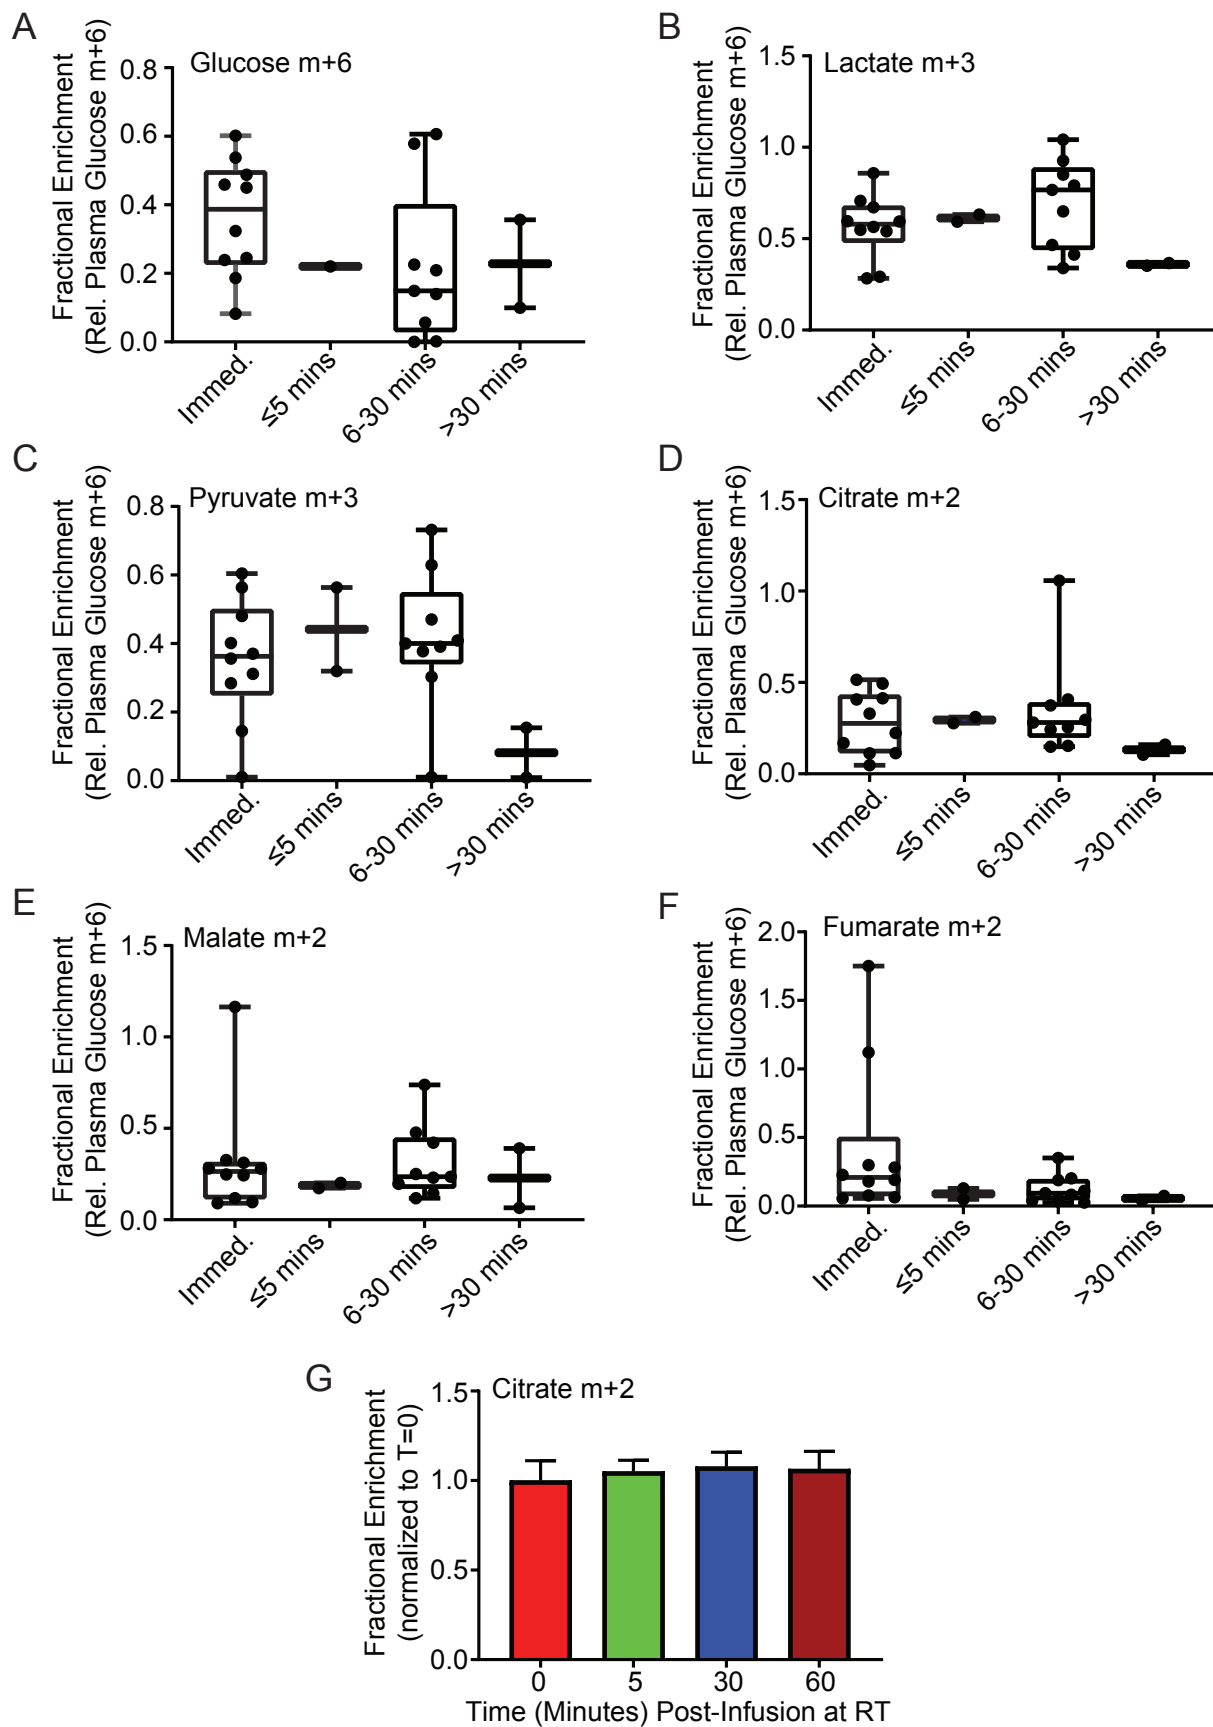 A
Glucose m+6
Fractional Enrichment
(Rel. Plasma Glucose m+6)
0.8
0.6
0.4
0.2
0.0
Immed.
≤5 mins
6-30 mins
>30 mins
B
Lactate m+3
Fractional Enrichment
(Rel. Plasma Glucose m+6)
1.5
1.0
0.5
0.0
Immed.
≤5 mins
6-30 mins
>30 mins
C
Pyruvate m+3
Fractional Enrichment
(Rel. Plasma Glucose m+6)
0.8
0.6
0.4
0.2
0.0
Immed.
≤5 mins
6-30 mins
>30 mins
D
Citrate m+2
Fractional Enrichment
(Rel. Plasma Glucose m+6)
1.5
1.0
0.5
0.0
Immed.
≤5 mins
6-30 mins
>30 mins
E
Malate m+2
Fractional Enrichment
(Rel. Plasma Glucose m+6)
1.5
1.0
0.5
0.0
Immed.
≤5 mins
6-30 mins
>30 mins
F
Fumarate m+2
Fractional Enrichment
(Rel. Plasma Glucose m+6)
2.0
1.5
1.0
0.5
0.0
Immed.
≤5 mins
6-30 mins
>30 mins
G
Citrate m+2
Fractional Enrichment
(normalized to T=0)
1.5
1.0
0.5
0.0
0 5 30 60
Time (Minutes) Post-Infusion at RT